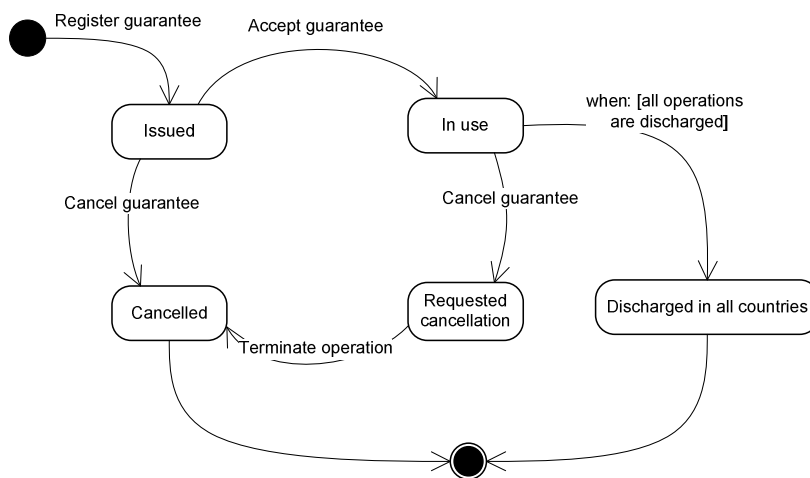 Register guarantee
Accept guarantee
when: [all operations
are discharged]
Issued
In use
Cancel guarantee
Cancel guarantee
Cancelled
Requested
cancellation
Discharged in all countries
Terminate operation